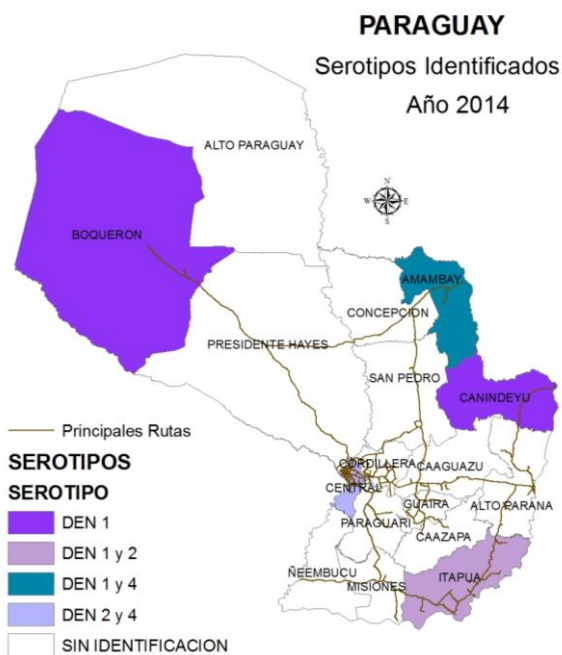 PARAGUAY
Serotipos Identificados
Año 2014
ALTO PARAGUAY
N
W E
S
BOQUERON
AMAMBAY
CONCEPCION
PRESIDENTE HAYES
SAN PEDRO
CANINDEYU
Principales Rutas
SEROTIPOS
SEROTIPO
DEN 1
DEN 1 y 2
DEN 1 y 4
DEN 2 y 4
SIN IDENTIFICACION
CORDILLERA
CAAGUAZU
CENTRAL
GUAIRA
ALTO PARANA
PARAGUARI
CAAZAPA
ÑEEMBUCU
MISIONES
ITAPUA